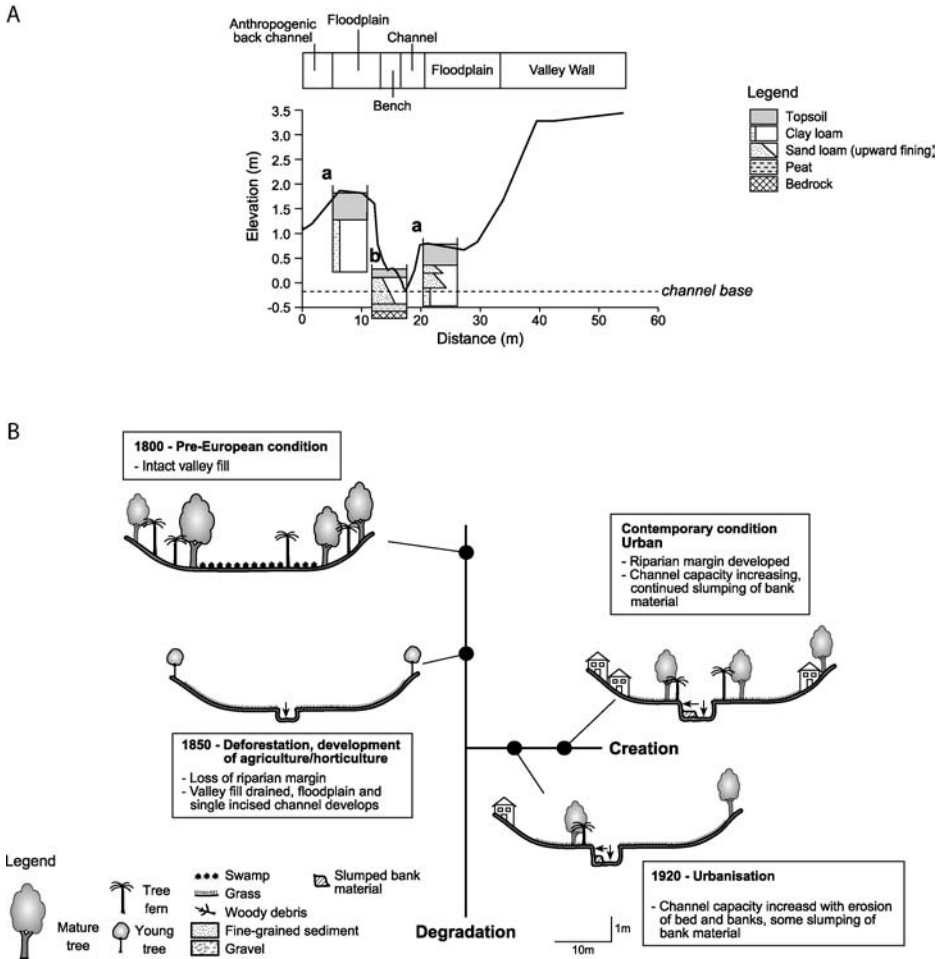 A
Anthropogenic
back channel
Floodplain
Channel
Bench
Floodplain
Valley Wall
Legend
Topsoil
Clay loam
Sand loam (upward fining)
Peat
Bedrock
Elevation (m)
3.5
3.0
2.5
2.0
1.5
1.0
0.5
0.0
-0.5
a
b
a
channel base
0
10
20
30
40
50
60
Distance (m)
B
1800 - Pre-European condition
- Intact valley fill
Contemporary condition
Urban
- Riparian margin developed
- Channel capacity increasing,
continued slumping of bank
material
1850 - Deforestation, development
of agriculture/horticulture
- Loss of riparian margin
- Valley fill drained, floodplain and
single incised channel develops
Creation
1920 - Urbanisation
- Channel capacity increasd with erosion
of bed and banks, some slumping of
bank material
Degradation
10m
1m
Legend
Mature
tree
Tree
fern
Young
tree
Swamp
Grass
Woody debris
Fine-grained sediment
Gravel
Slumped bank
material